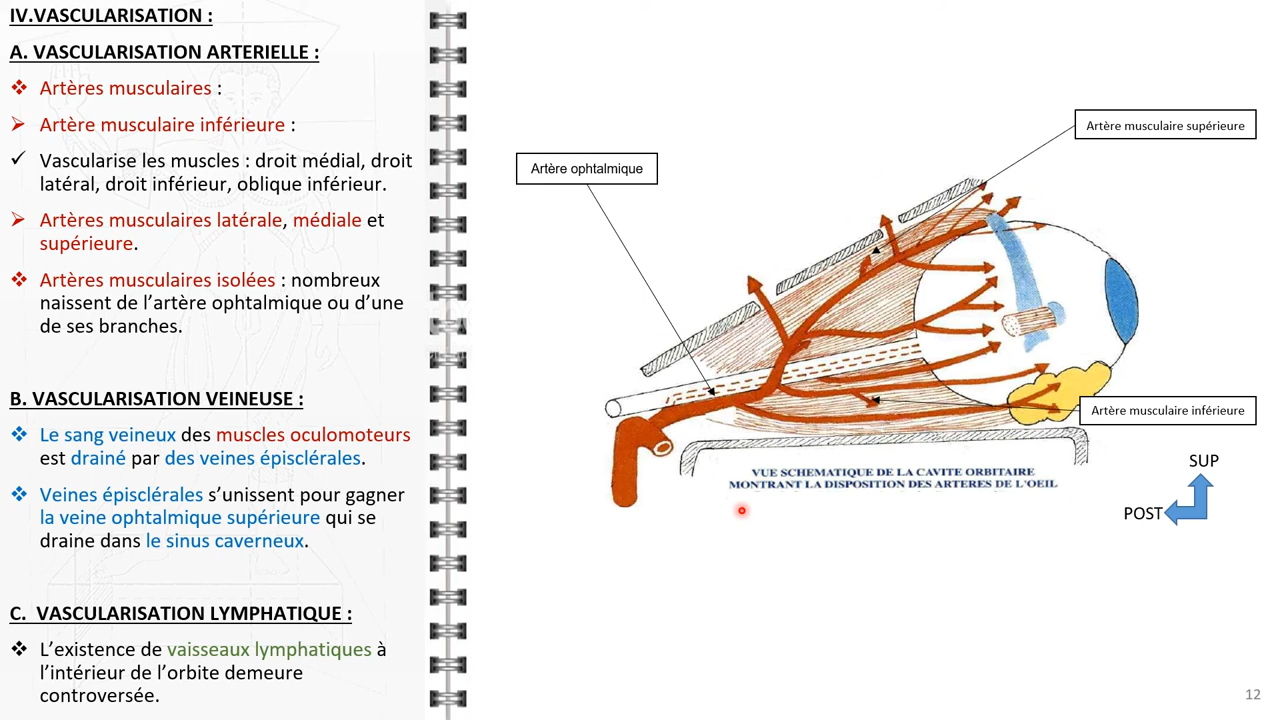 IV.VASCULARISATION :
A. VASCULARISATION ARTERIELLE :
❖ Artères musculaires :
➢ Artère musculaire inférieure :
✓ Vascularise les muscles : droit médial, droit
latéral, droit inférieur, oblique inférieur.
➢ Artères musculaires latérale, médiale et
supérieure.
❖ Artères musculaires isolées : nombreux
naissent de l’artère ophtalmique ou d’une
de ses branches.
B. VASCULARISATION VEINEUSE :
❖ Le sang veineux des muscles oculomoteurs
est drainé par des veines épisclérales.
❖ Veines épisclérales s’unissent pour gagner
la veine ophtalmique supérieure qui se
draine dans le sinus caverneux.
C. VASCULARISATION LYMPHATIQUE :
❖ L’existence de vaisseaux lymphatiques à
l’intérieur de l’orbite demeure
controversée.
Artère musculaire supérieure
Artère ophtalmique
Artère musculaire inférieure
VUE SCHEMATIQUE DE LA CAVITE ORBITAIRE
MONTRANT LA DISPOSITION DES ARTERES DE L'OEIL
SUP
POST
12